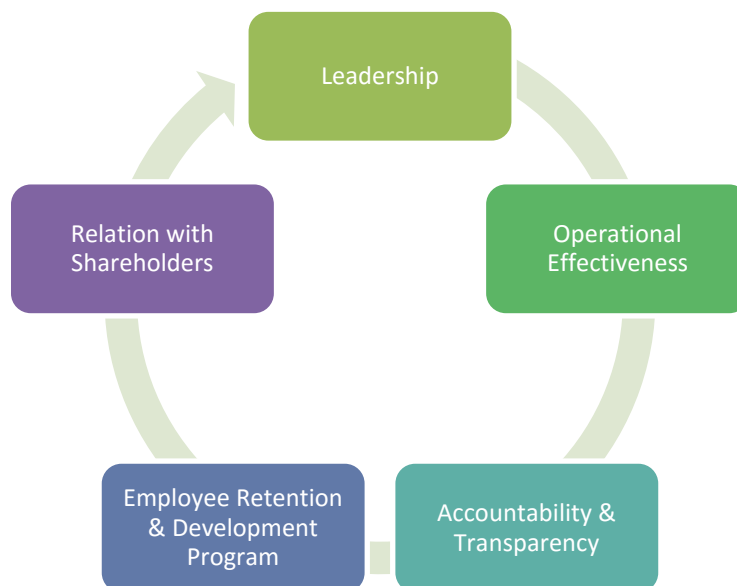 Leadership
Operational
Effectiveness
Accountability &
Transparency
Employee Retention
& Development
Program
Relation with
Shareholders